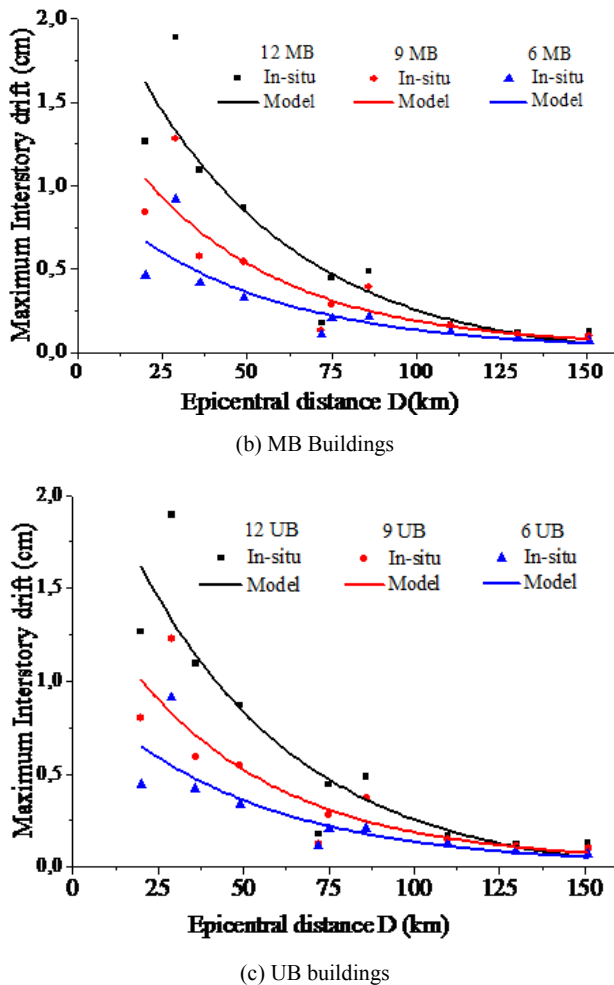 Maximum Interstory drift (cm)
2,0
1,5
1,0
0,5
0,0
12 MB 9 MB 6 MB
In-situ In-situ In-situ
Model Model Model
0 25 50 75 100 125 150
Epicentral distance D(km)
(b) MB Buildings
Maximum Interstory drift (cm)
2,0
1,5
1,0
0,5
0,0
12 UB 9 UB 6 UB
In-situ In-situ In-situ
Model Model Model
0 25 50 75 100 125 150
Epicentral distance D (km)
(c) UB buildings